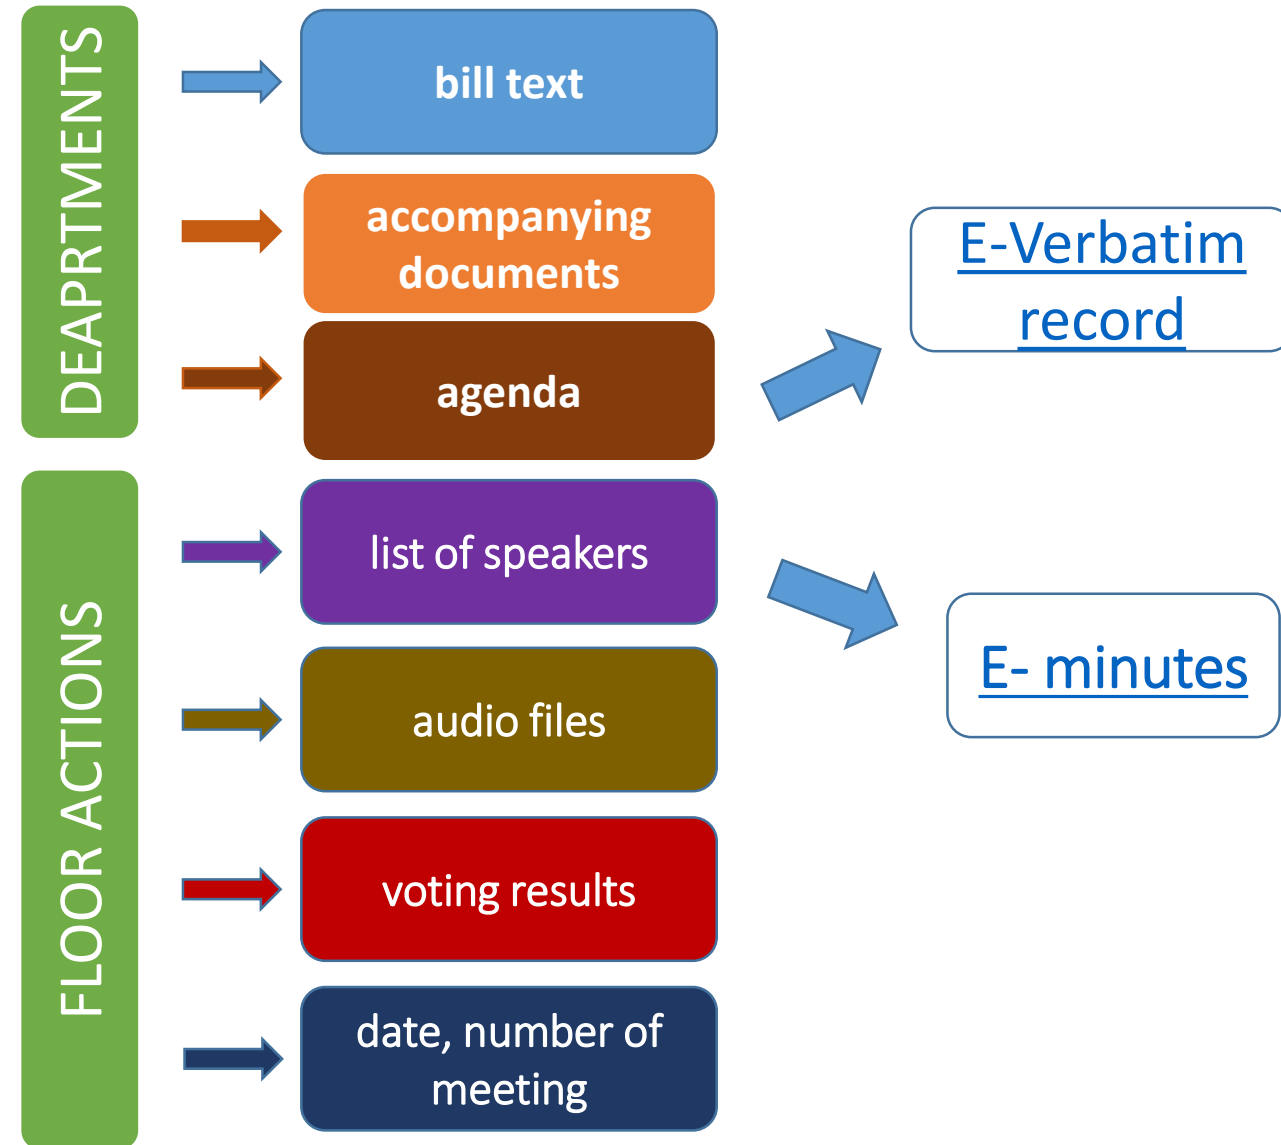 DEAPRTMENTS
bill text
accompanying
documents
agenda
FLOOR ACTIONS
list of speakers
audio files
voting results
date, number of
meeting
E-Verbatim
record
E- minutes